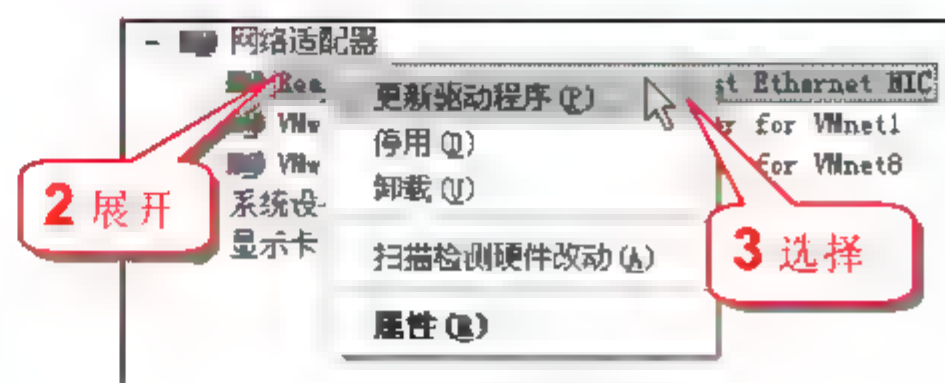 网络适配器
Rea
st Ethernet NIC
更新驱动程序(P)
VMw
for VMnet1
停用(D)
VMw
for VMnet8
卸载(U)
2 展开
系统设
显示卡
扫描检测硬件改动(A)
3 选择
属性(R)